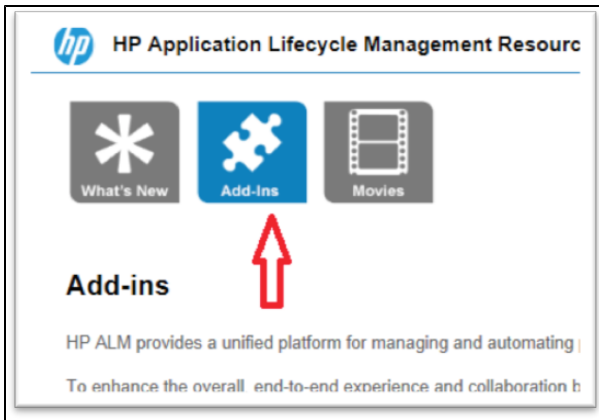 hp
HP Application Lifecycle Management Resourc
What's New
Add-Ins
Movies
Add-ins
HP ALM provides a unified platform for managing and automating
To enhance the overall end-to-end experience and collaboration b